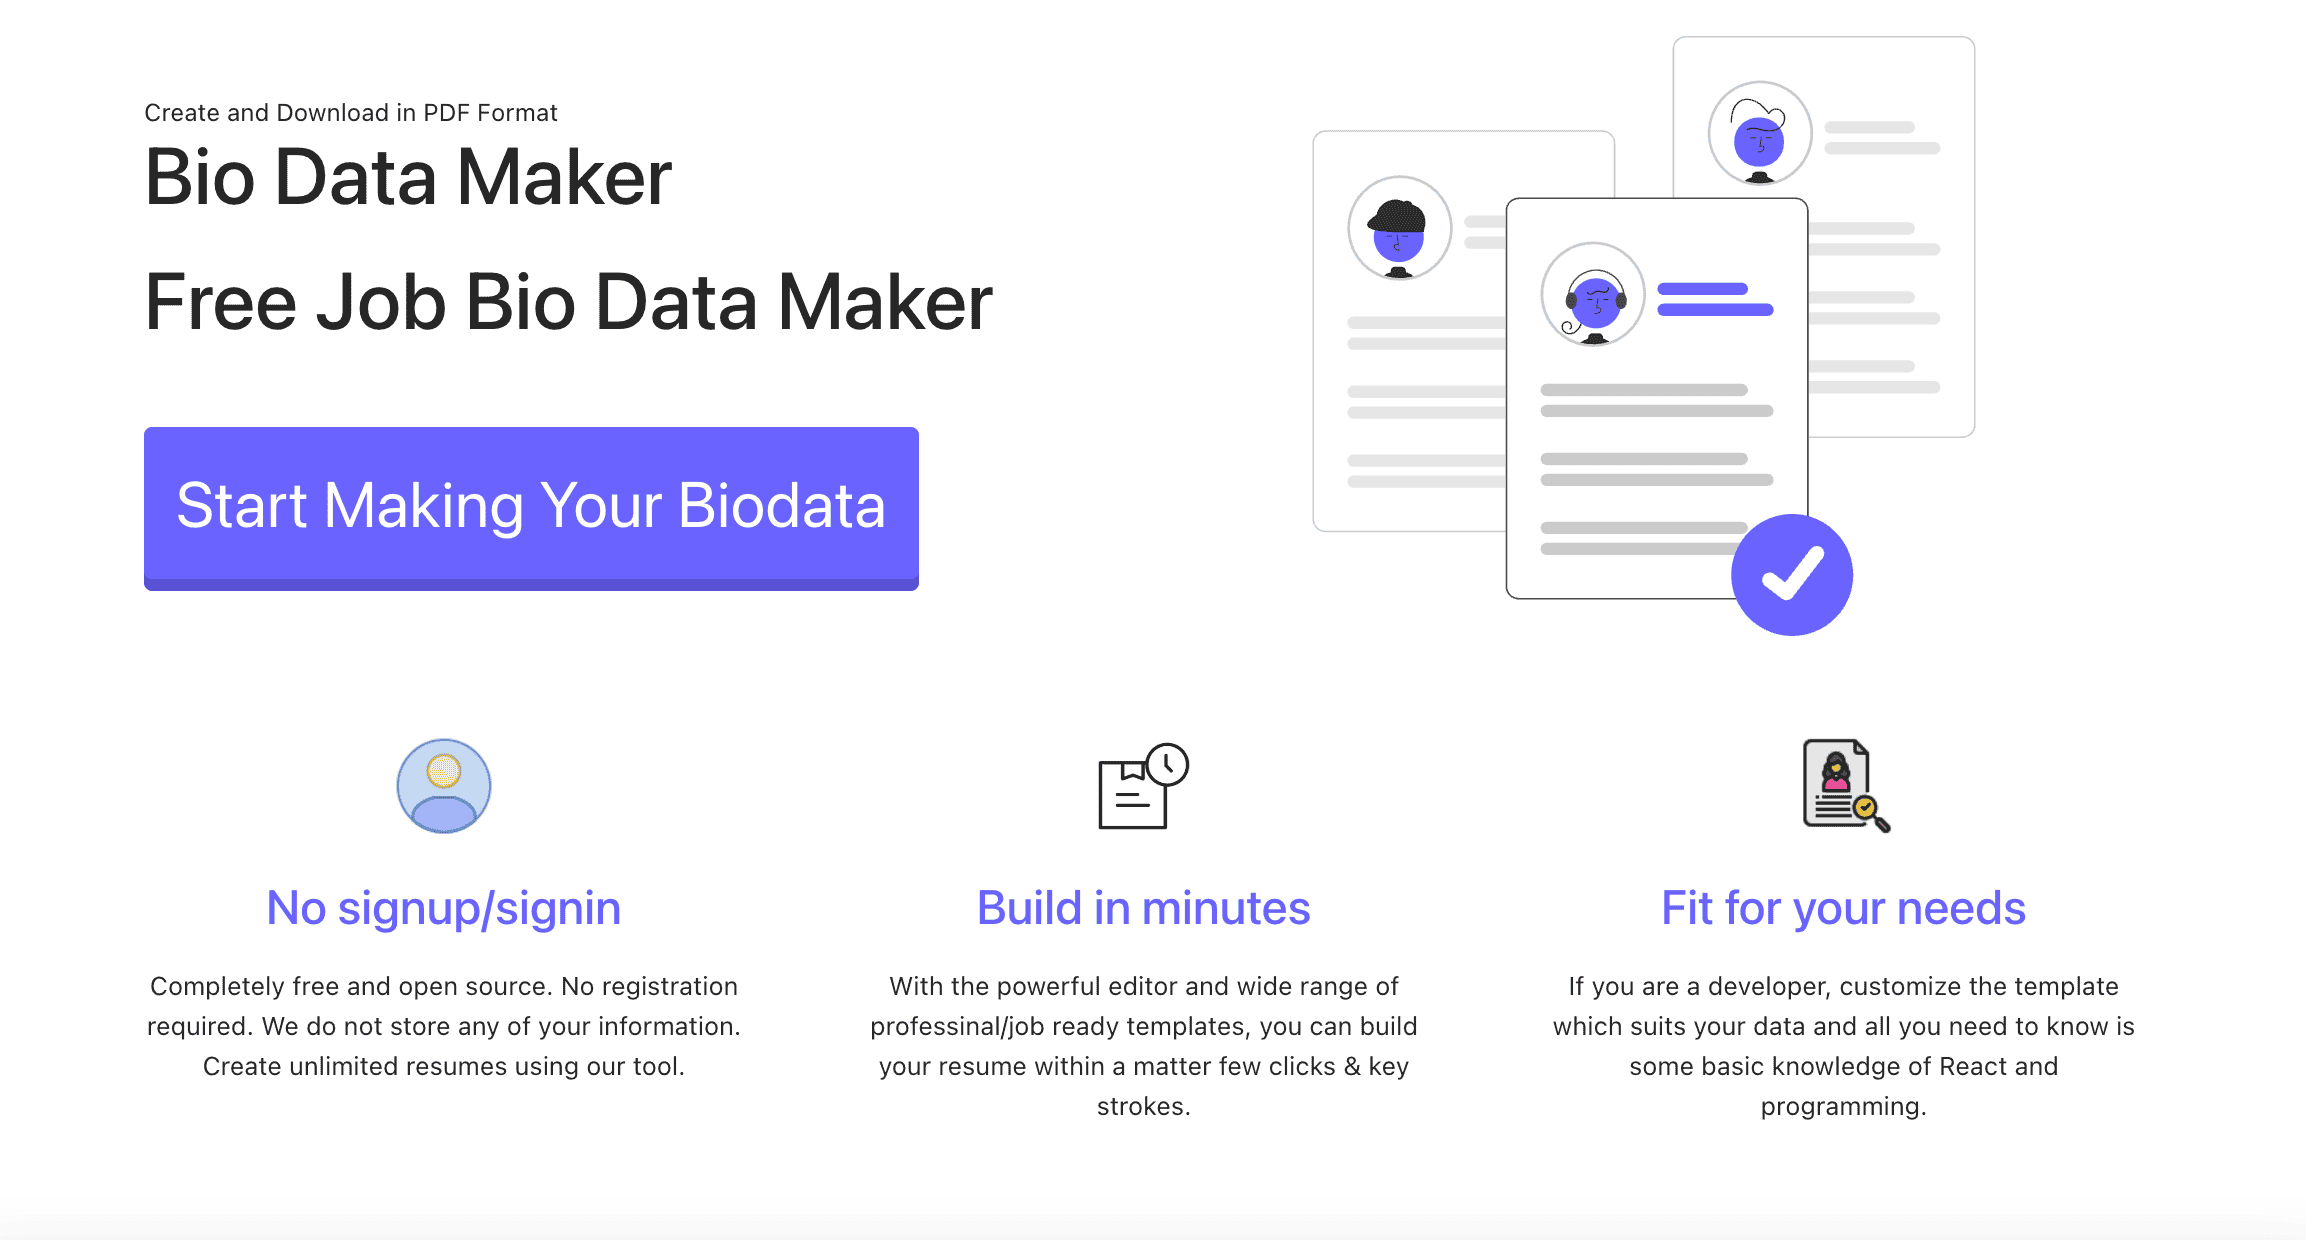 Create and Download in PDF Format
Bio Data Maker
Free Job Bio Data Maker
Start Making Your Biodata
No signup/signin
Completely free and open source. No registration
required. We do not store any of your information.
Create unlimited resumes using our tool.
Build in minutes
With the powerful editor and wide range of
professinal/job ready templates, you can build
your resume within a matter few clicks & key
strokes.
Fit for your needs
If you are a developer, customize the template
which suits your data and all you need to know is
some basic knowledge of React and
programming.